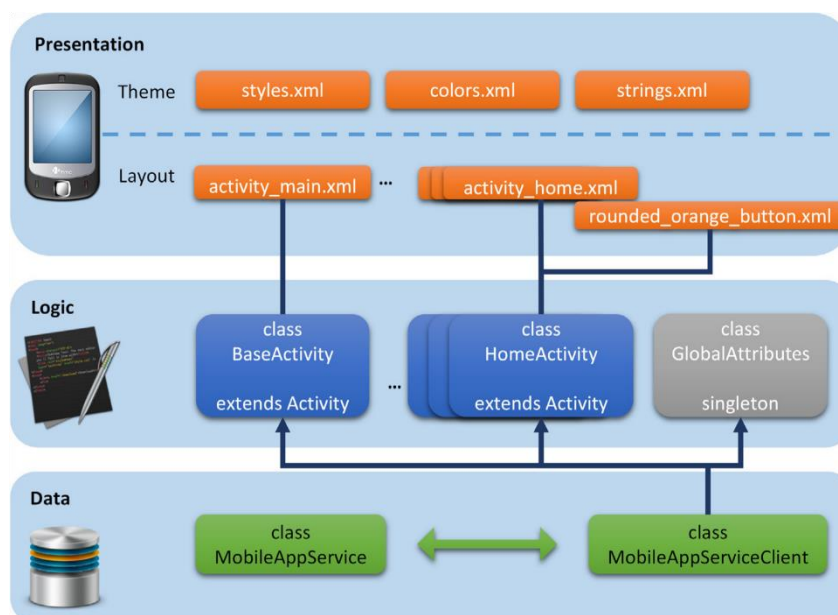 Presentation
Theme
styles.xml
colors.xml
strings.xml
Layout
activity_main.xml
...
activity_home.xml
rounded_orange_button.xml
Logic
class
BaseActivity
extends Activity
...
class
HomeActivity
extends Activity
class
GlobalAttributes
singleton
Data
class
MobileAppService
class
MobileAppServiceClient